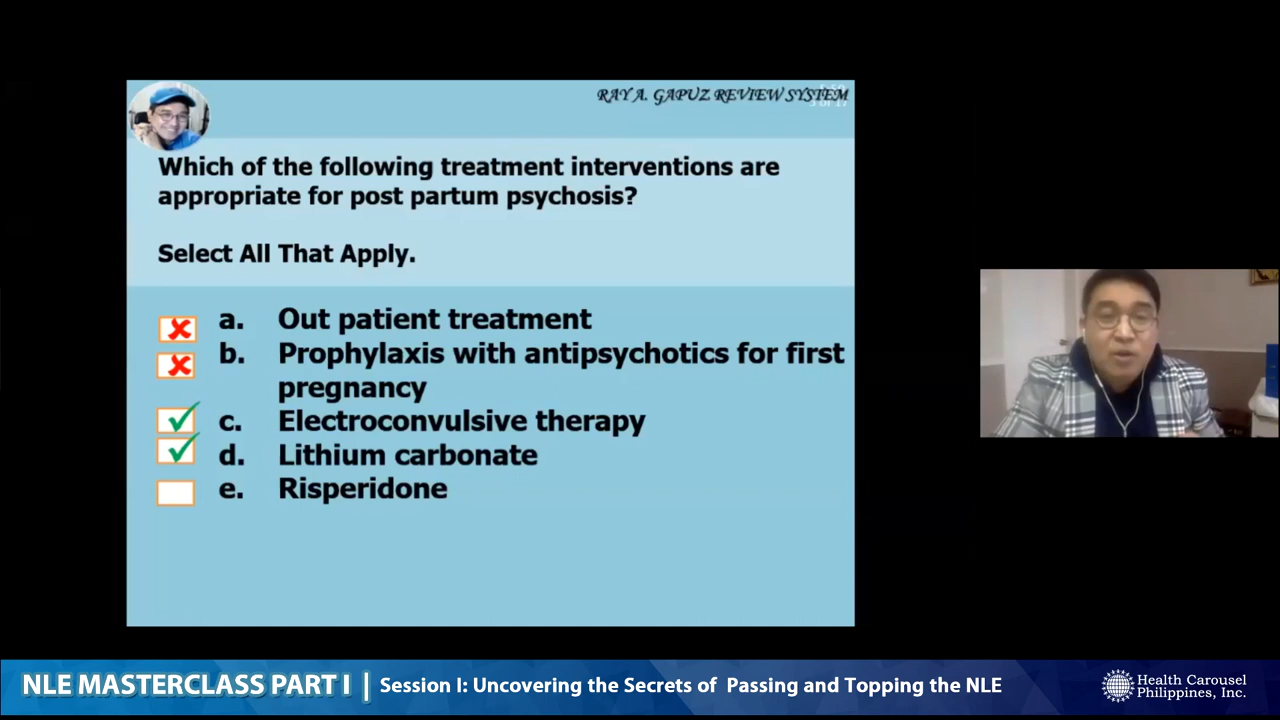 RAY A. GAPUZ REVIEW SYSTEM
Which of the following treatment interventions are
appropriate for post partum psychosis?
Select All That Apply.
a. Out patient treatment
b. Prophylaxis with antipsychotics for first
pregnancy
c. Electroconvulsive therapy
d. Lithium carbonate
e. Risperidone
NLE MASTERCLASS PART I | Session I: Uncovering the Secrets of Passing and Topping the NLE
Health Carousel
Philippines, Inc.